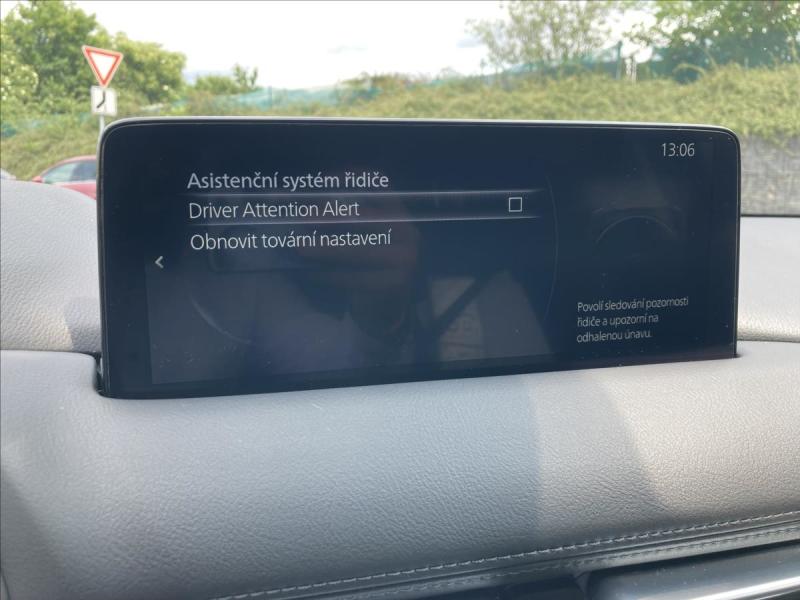 13:06
Asistenční systém řidiče
Driver Attention Alert
Obnovit tovární nastavení
Povolí sledování pozornosti
řidiče a upozorní na
odhalenou únavu.